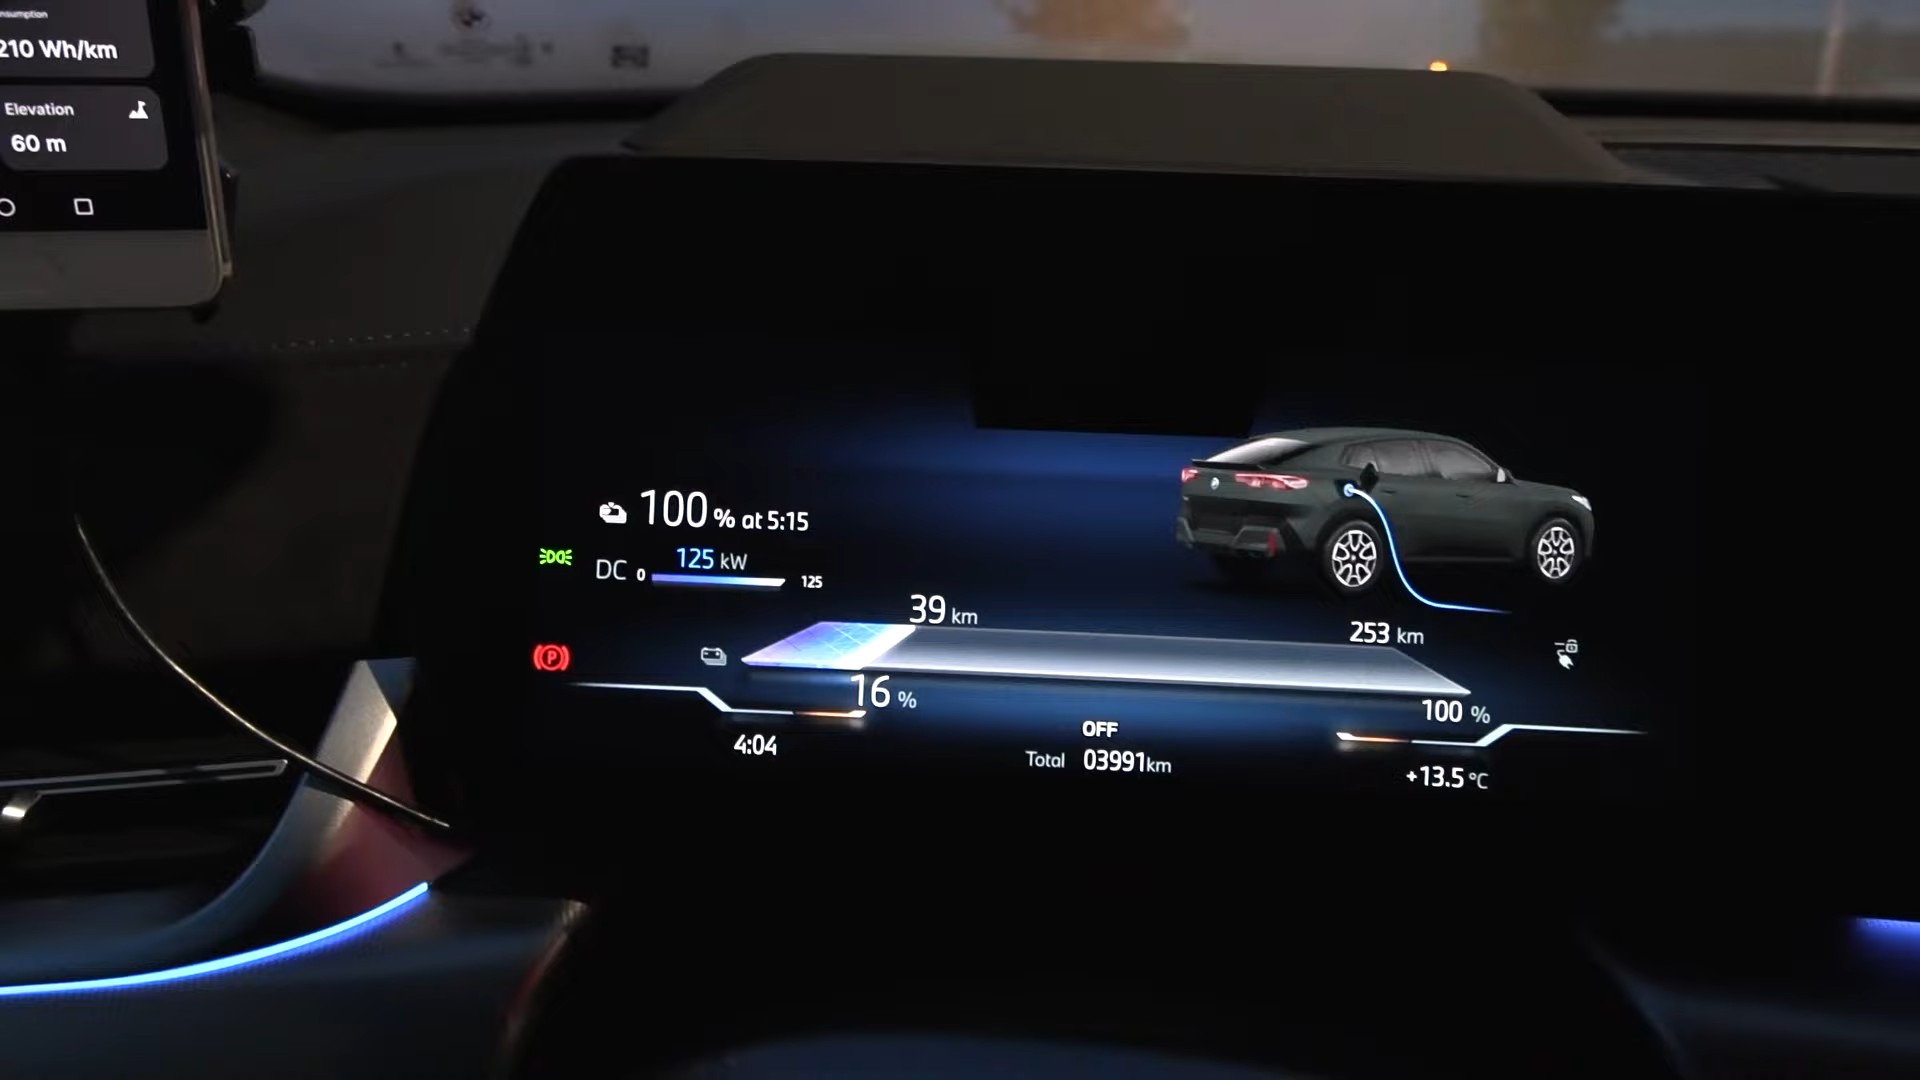 210 Wh/km
Elevation
60 m
100 % at 5:15
DC 0 125 kW 125
39 km
253 km
16 %
100 %
OFF
4:04
Total 03991km
+13.5 °C